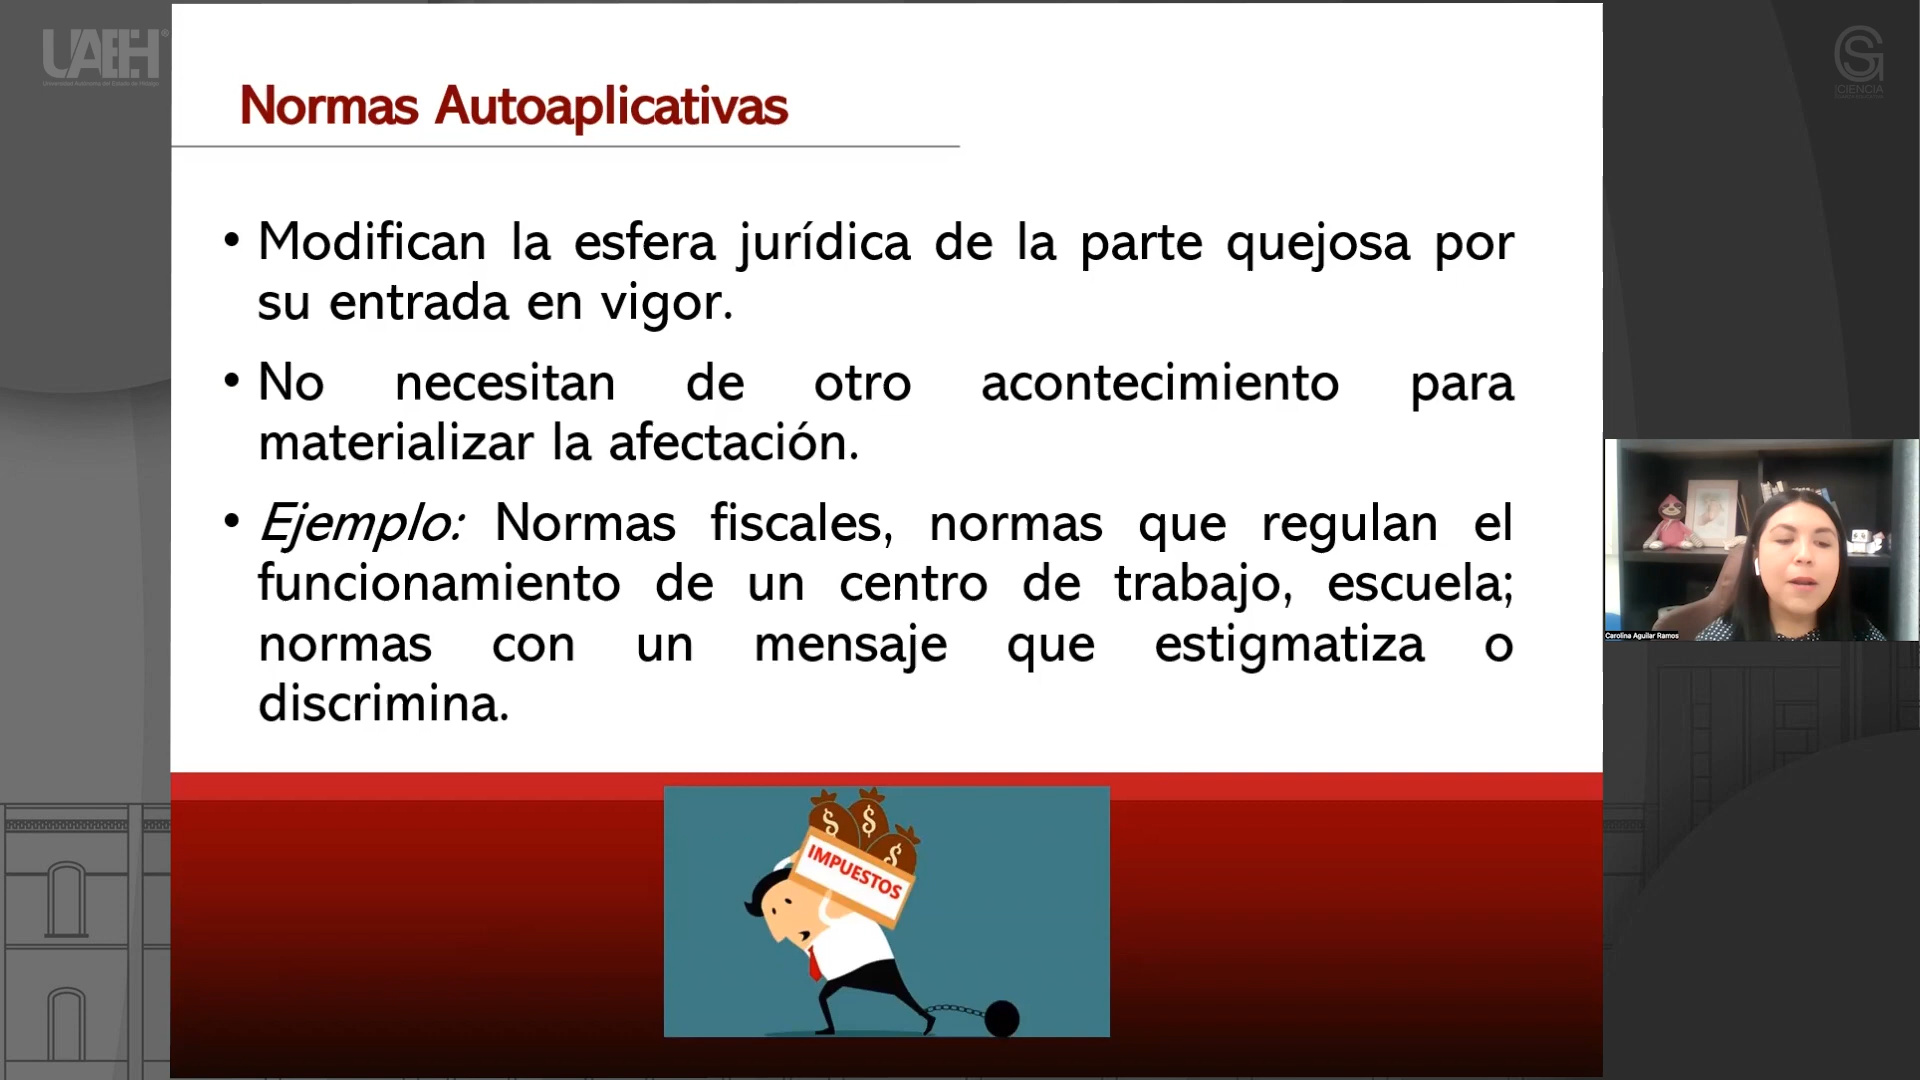 UAEH
Normas Autoaplicativas
• Modifican la esfera jurídica de la parte quejosa por
su entrada en vigor.
• No necesitan de otro acontecimiento para
materializar la afectación.
• Ejemplo: Normas fiscales, normas que regulan el
funcionamiento de un centro de trabajo, escuela;
normas con un mensaje que estigmatiza o
discrimina.
$ $ $
IMPUESTOS
Carolina Aguilar Ramos
CIENCIA